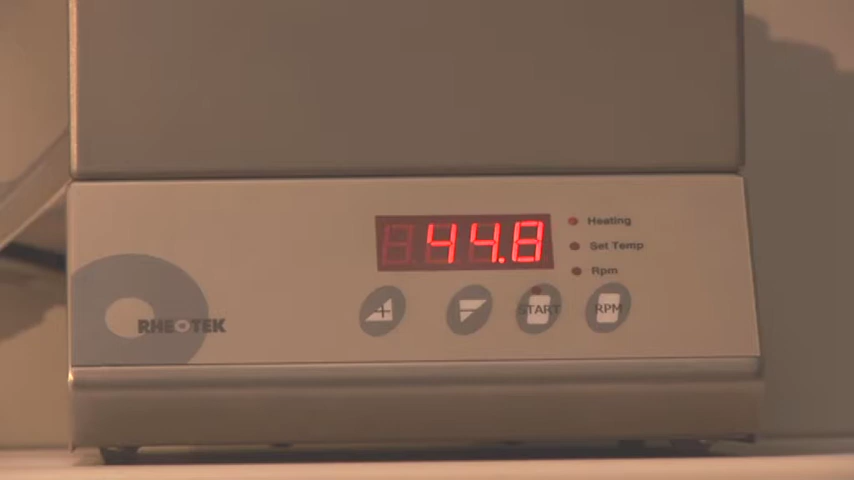 44.8
Heating
Set Temp
Rpm
START
RPM
RHEOTEK